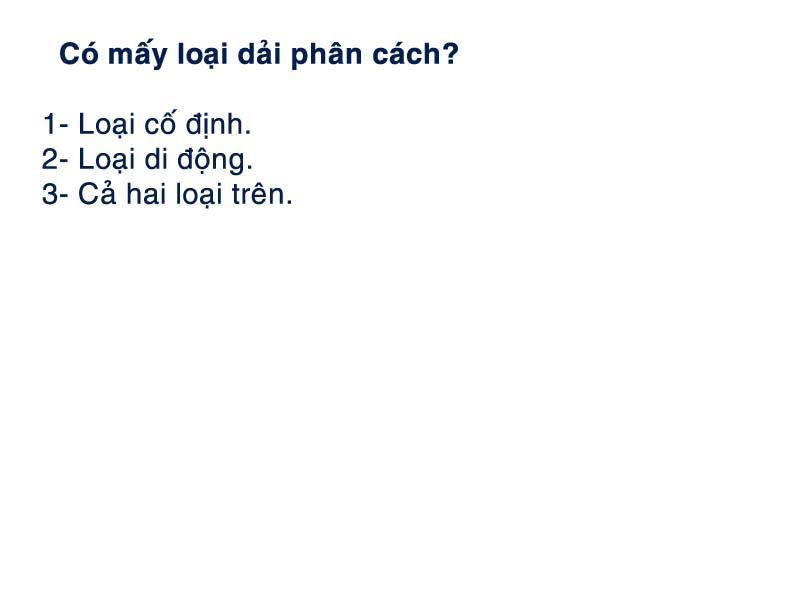 Có mấy loại dải phân cách?
1- Loại cố định.
2- Loại di động.
3- Cả hai loại trên.